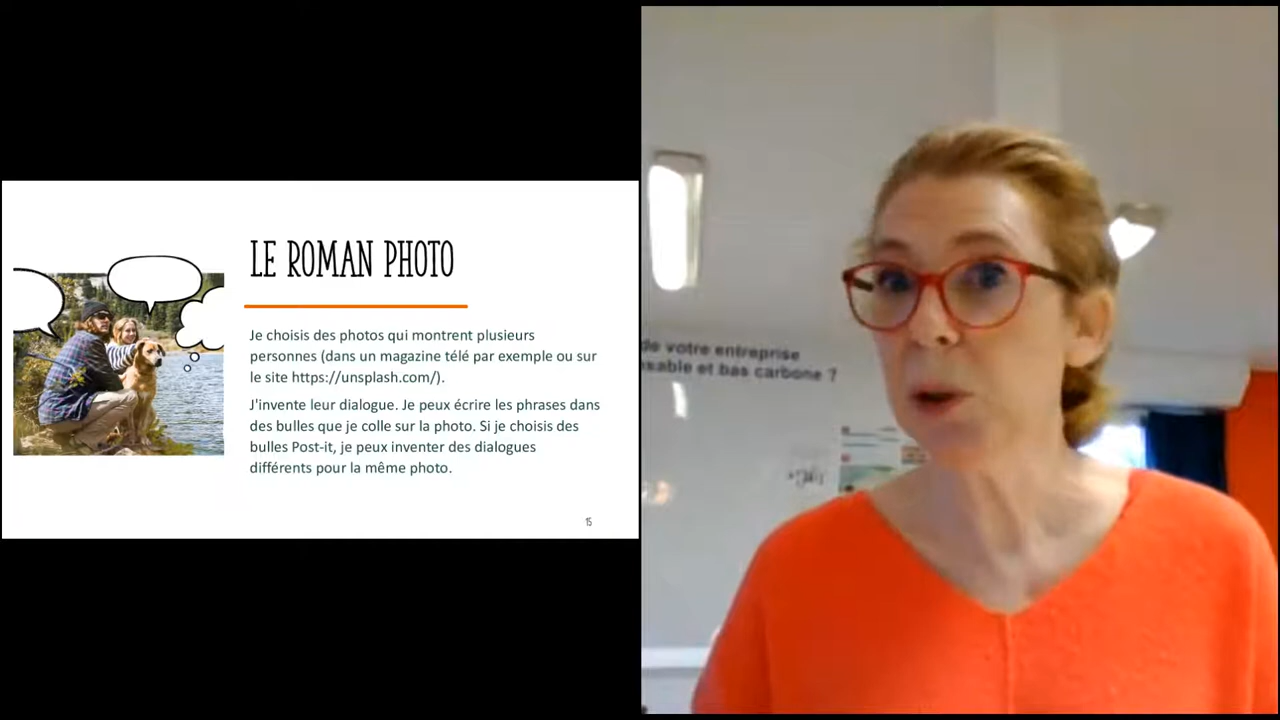 LE ROMAN PHOTO
Je choisis des photos qui montrent plusieurs
personnes (dans un magazine télé par exemple ou sur
le site https://unsplash.com/).
J'invente leur dialogue. Je peux écrire les phrases dans
des bulles que je colle sur la photo. Si je choisis des
bulles Post-it, je peux inventer des dialogues
différents pour la même photo.
15
de votre entreprise
et bas carbone ?